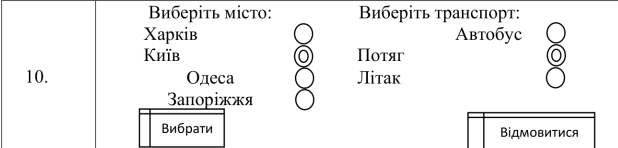 Виберіть місто: Виберіть транспорт:
Харків Автобус
Київ Потяг
10. Одеса Літак
Запоріжжя
Вибрати Відмовитися